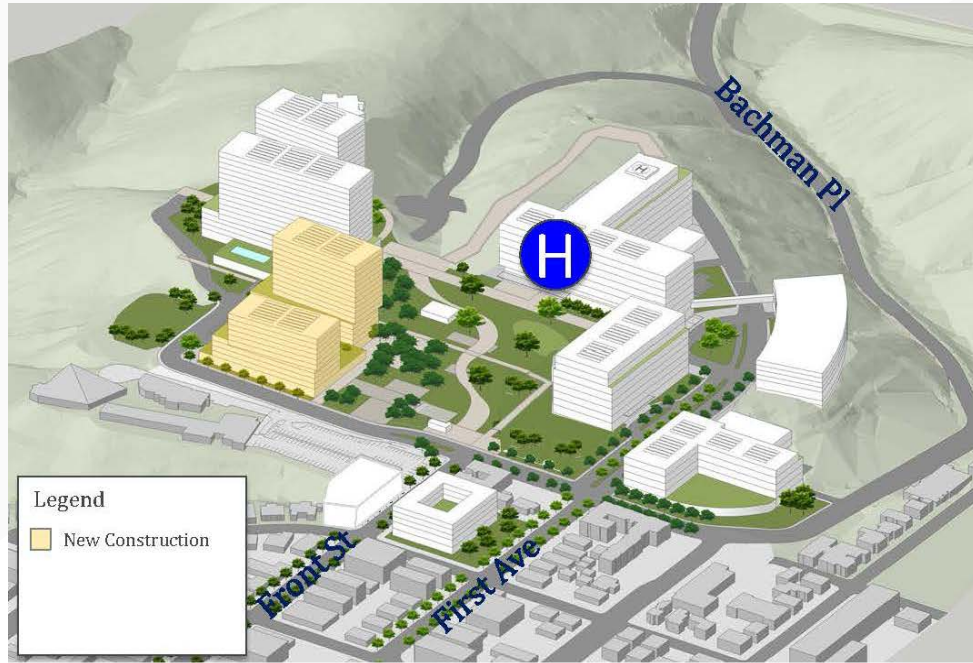 Bachman Pl
H
H
Legend
New Construction
Front St
First Ave